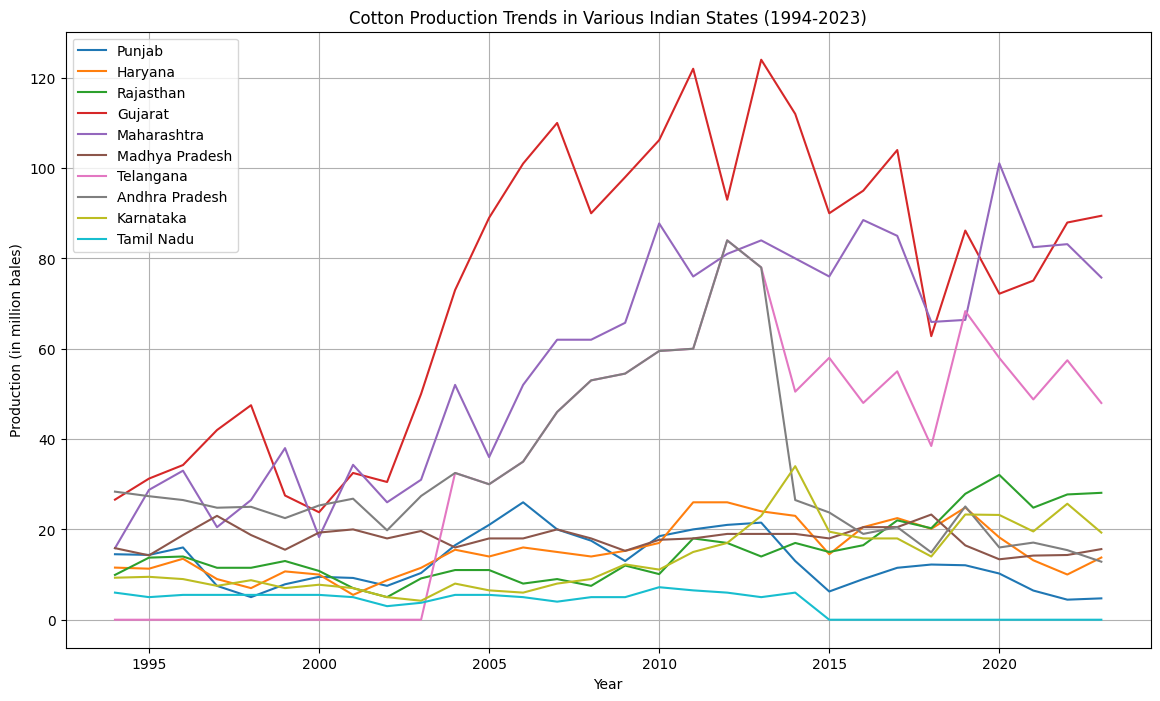 Cotton Production Trends in Various Indian States (1994-2023)
Punjab
Haryana
Rajasthan
Gujarat
Maharashtra
Madhya Pradesh
Telangana
Andhra Pradesh
Karnataka
Tamil Nadu
Production (in million bales)
120
100
80
60
40
20
0
1995
2000
2005
2010
2015
2020
Year